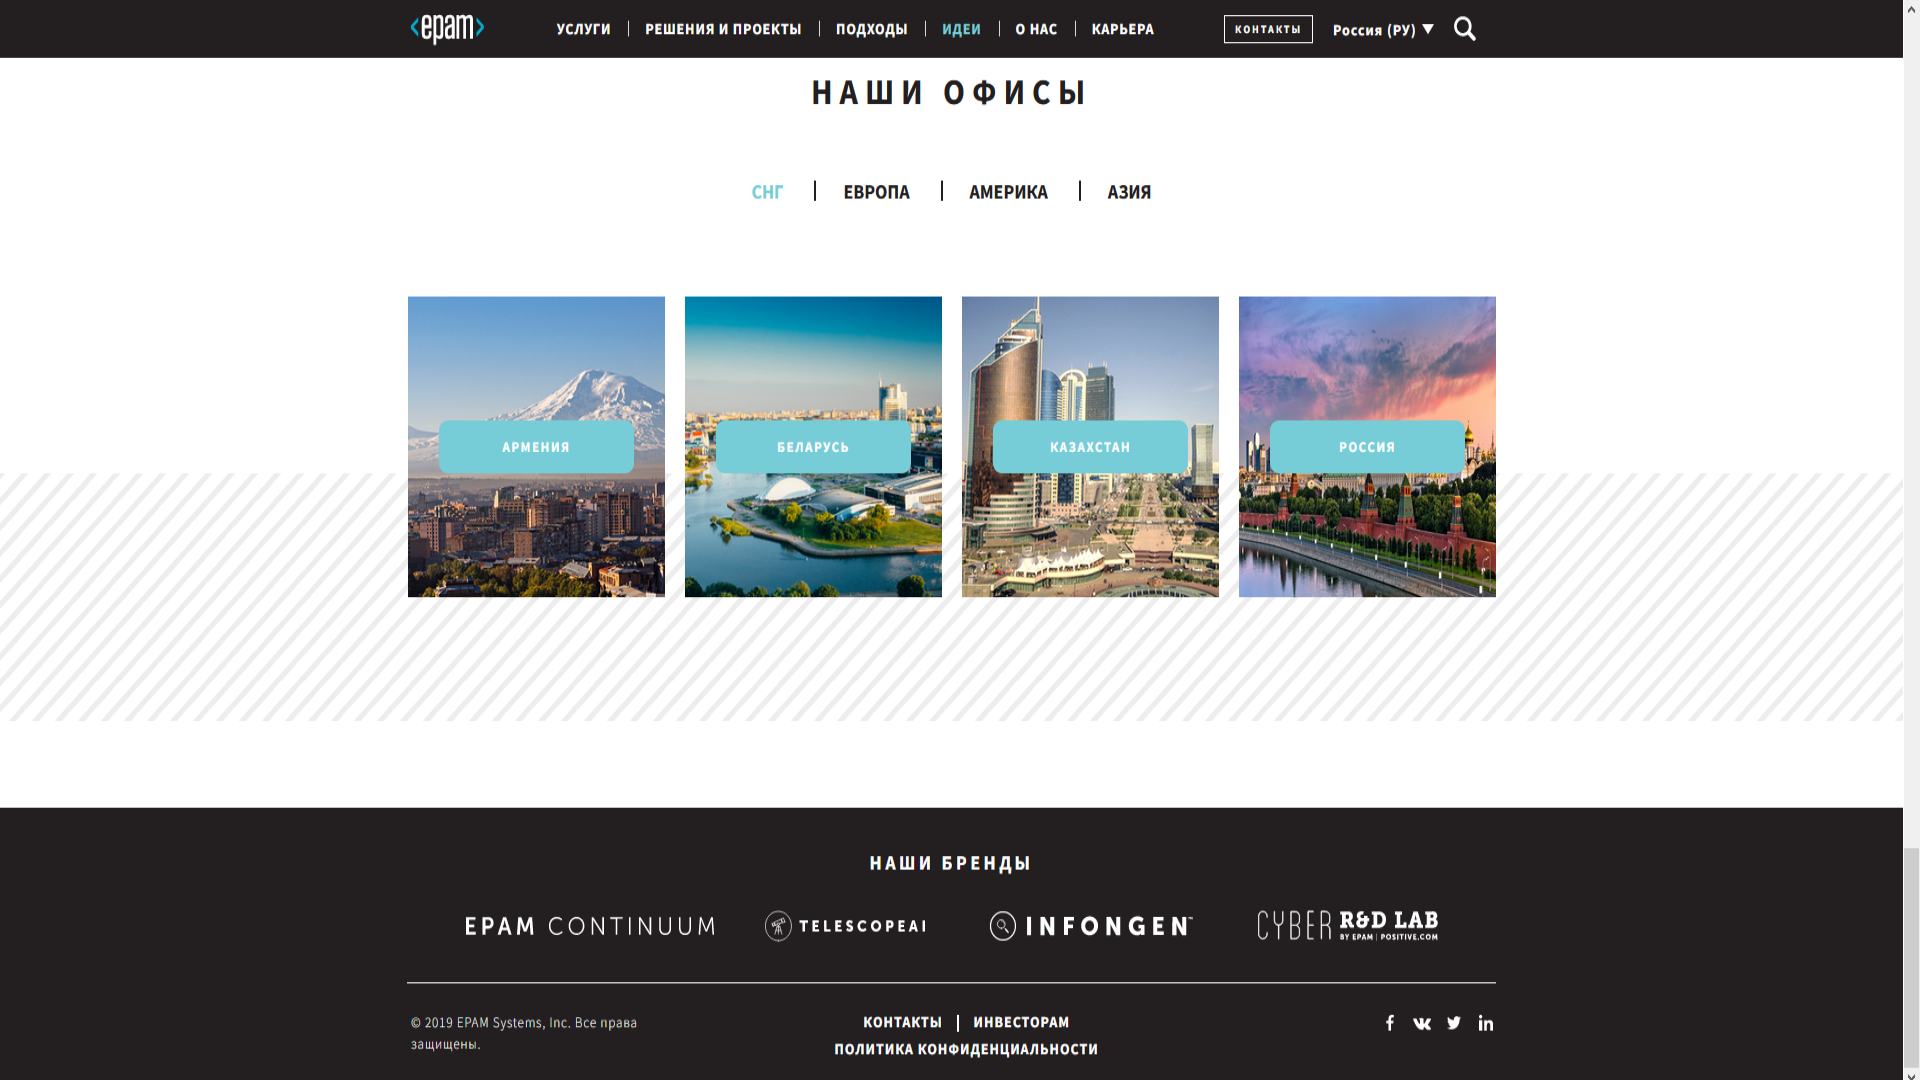 <epam>
УСЛУГИ
РЕШЕНИЯ И ПРОЕКТЫ
ПОДХОДЫ
ИДЕИ
О НАС
КАРЬЕРА
КОНТАКТЫ
Россия (РУ)
НАШИ ОФИСЫ
СНГ
ЕВРОПА
АМЕРИКА
АЗИЯ
АРМЕНИЯ
БЕЛАРУСЬ
КАЗАХСТАН
РОССИЯ
НАШИ БРЕНДЫ
EPAM CONTINUUM
TELESCOPEAI
INFONGEN™
CYBER R&D LAB
BY EPAM | POSITIVE.COM
© 2019 EPAM Systems, Inc. Все права
защищены.
КОНТАКТЫ
ИНВЕСТОРАМ
ПОЛИТИКА КОНФИДЕНЦИАЛЬНОСТИ